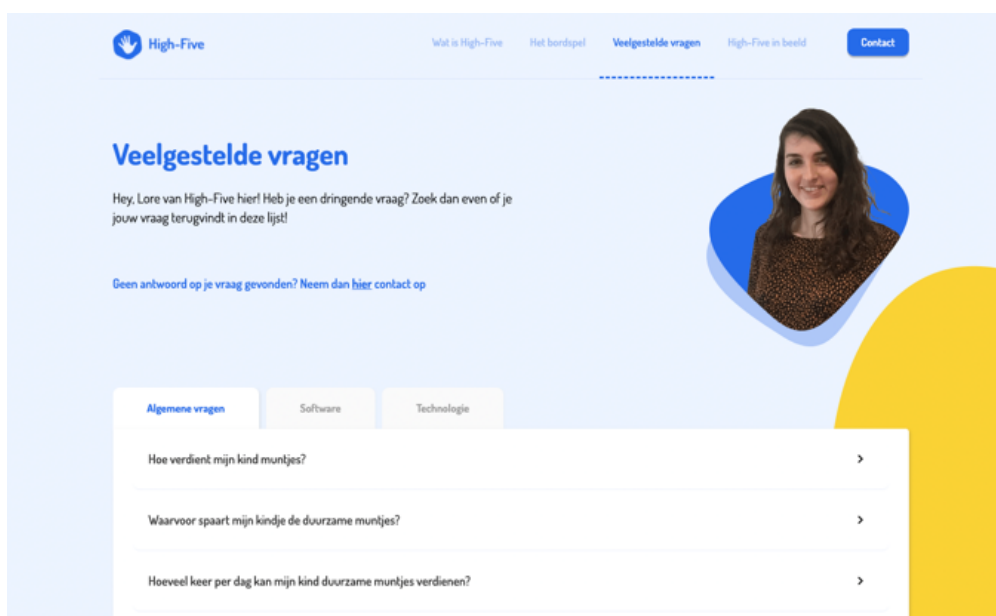 High-Five
Wat is High-Five
Het bordspel
Veelgestelde vragen
High-Five in beeld
Contact
Veelgestelde vragen
Hey, Lore van High-Five hier! Heb je een dringende vraag? Zoek dan even of je
jouw vraag terugvindt in deze lijst!
Geen antwoord op je vraag gevonden? Neem dan hier contact op
Algemene vragen
Software
Technologie
Hoe verdient mijn kind muntjes?
Waarvoor spaart mijn kindje de duurzame muntjes?
Hoeveel keer per dag kan mijn kind duurzame muntjes verdienen?